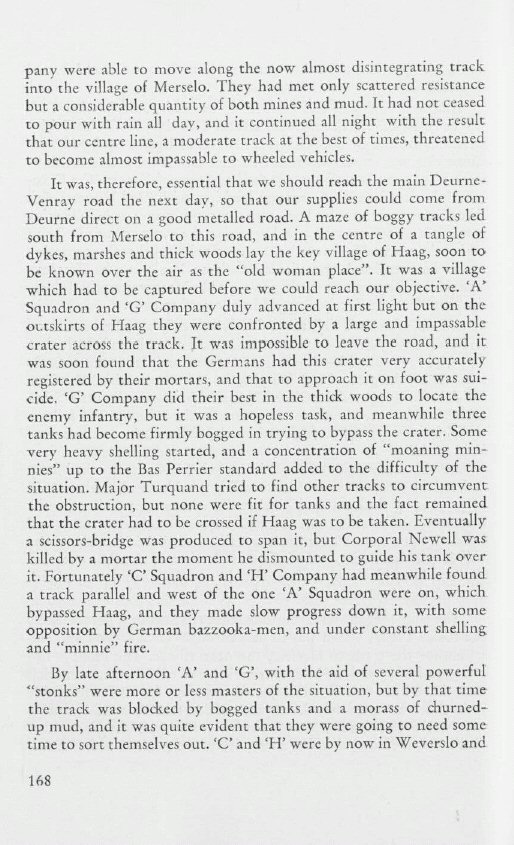 pany were able to move along the now almost disintegrating track
into the village of Merselo. They had met only scattered resistance
but a considerable quantity of both mines and mud. It had not ceased
to pour with rain all day, and it continued all night with the result
that our centre line, a moderate track at the best of times, threatened
to become almost impassable to wheeled vehicles.
It was, therefore, essential that we should reach the main Deurne-
Venray road the next day, so that our supplies could come from
Deurne direct on a good metalled road. A maze of boggy tracks led
south from Merselo to this road, and in the centre of a tangle of
dykes, marshes and thick woods lay the key village of Haag, soon to
be known over the air as the "old woman place". It was a village
which had to be captured before we could reach our objective. 'A'
Squadron and 'G' Company duly advanced at first light but on the
outskirts of Haag they were confronted by a large and impassable
crater across the track. It was impossible to leave the road, and it
was soon found that the Germans had this crater very accurately
registered by their mortars, and that to approach it on foot was sui-
cide. 'G' Company did their best in the thick woods to locate the
enemy infantry, but it was a hopeless task, and meanwhile three
tanks had become firmly bogged in trying to bypass the crater. Some
very heavy shelling started, and a concentration of "moaning min-
nies" up to the Bas Perrier standard added to the difficulty of the
situation. Major Turquand tried to find other tracks to circumvent
the obstruction, but none were fit for tanks and the fact remained
that the crater had to be crossed if Haag was to be taken. Eventually
a scissors-bridge was produced to span it, but Corporal Newell was
killed by a mortar the moment he dismounted to guide his tank over
it. Fortunately 'C' Squadron and 'H' Company had meanwhile found
a track parallel and west of the one 'A' Squadron were on, which
bypassed Haag, and they made slow progress down it, with some
opposition by German bazzooka-men, and under constant shelling
and "minnie" fire.
By late afternoon 'A' and 'G', with the aid of several powerful
"stonks" were more or less masters of the situation, but by that time
the track was blocked by bogged tanks and a morass of churned-
up mud, and it was quite evident that they were going to need some
time to sort themselves out. 'C' and 'H' were by now in Weverslo and
168